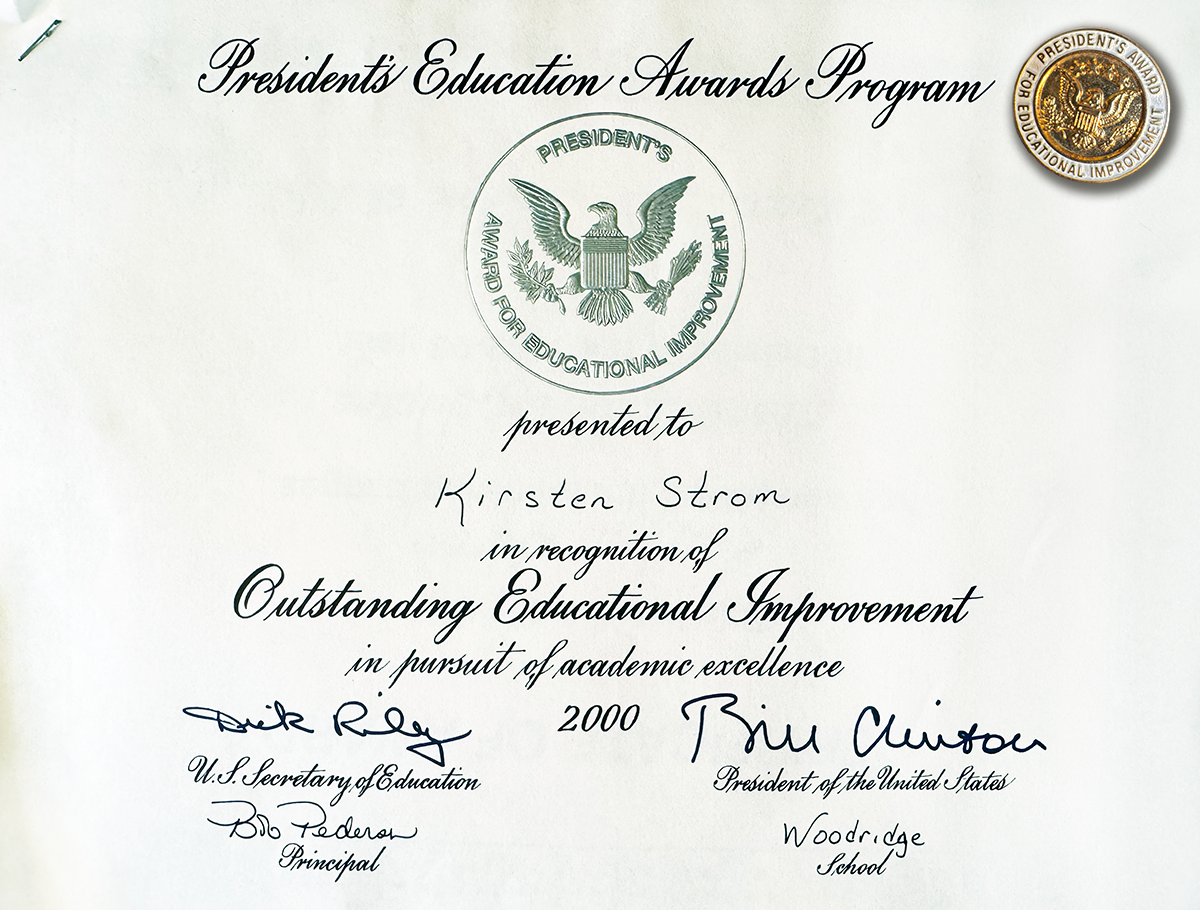 President's Education Awards Program
PRESIDENT'S AWARD
FOR EDUCATIONAL IMPROVEMENT
PRESIDENT'S
AWARD FOR EDUCATIONAL IMPROVEMENT
presented to
Kirsten Strom
in recognition of
Outstanding Educational Improvement
in pursuit of academic excellence
Dick Riley 2000 Bill Clinton
U.S. Secretary of Education President of the United States
Bob Pederson Woodridge
Principal School